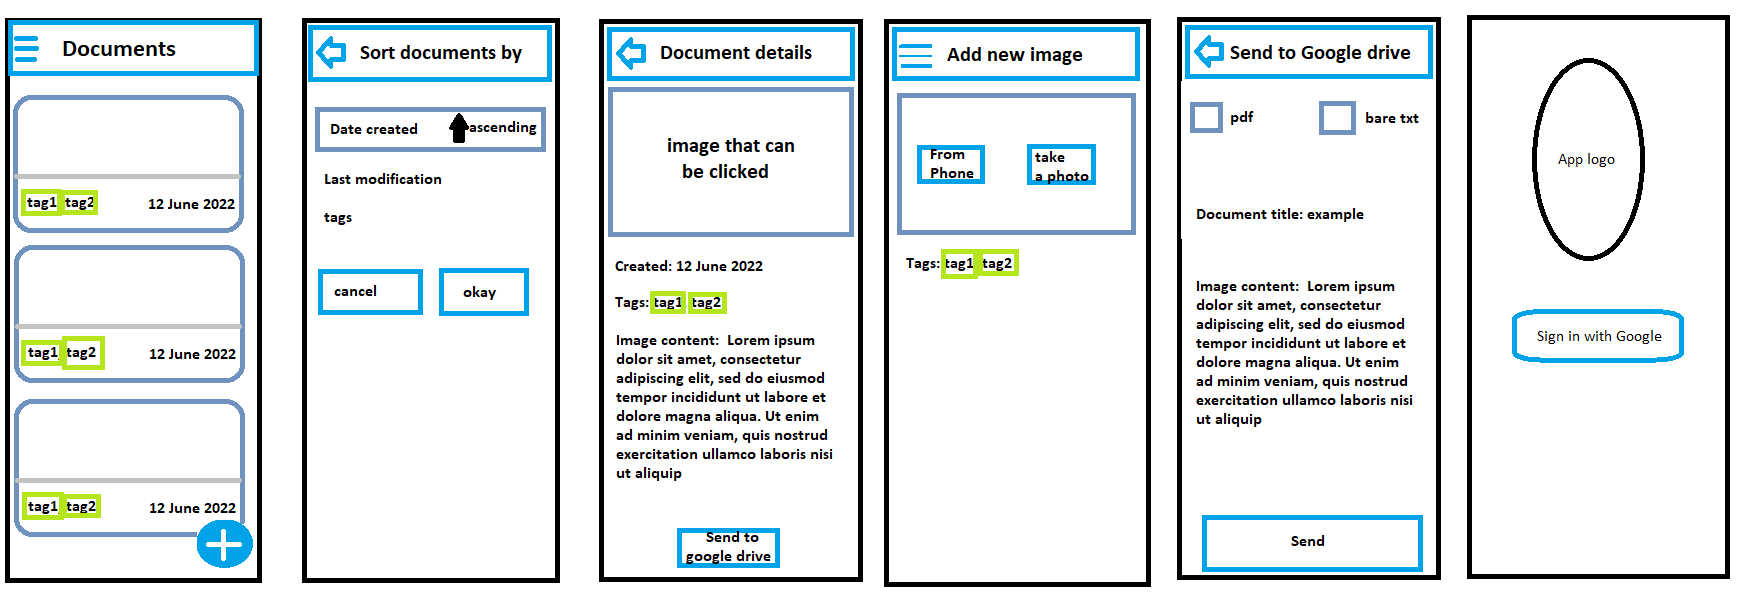 Documents
tag1 tag2 12 June 2022
tag1 tag2 12 June 2022
tag1 tag2 12 June 2022
Sort documents by
Date created ascending
Last modification
tags
cancel okay
Document details
image that can
be clicked
Created: 12 June 2022
Tags: tag1 tag2
Image content: Lorem ipsum
dolor sit amet, consectetur
adipiscing elit, sed do eiusmod
tempor incididunt ut labore et
dolore magna aliqua. Ut enim
ad minim veniam, quis nostrud
exercitation ullamco laboris nisi
ut aliquip
Send to
google drive
Add new image
From
Phone
take
a photo
Tags: tag1 tag2
Send to Google drive
pdf bare txt
Document title: example
Image content: Lorem ipsum
dolor sit amet, consectetur
adipiscing elit, sed do eiusmod
tempor incididunt ut labore et
dolore magna aliqua. Ut enim
ad minim veniam, quis nostrud
exercitation ullamco laboris nisi
ut aliquip
Send
App logo
Sign in with Google